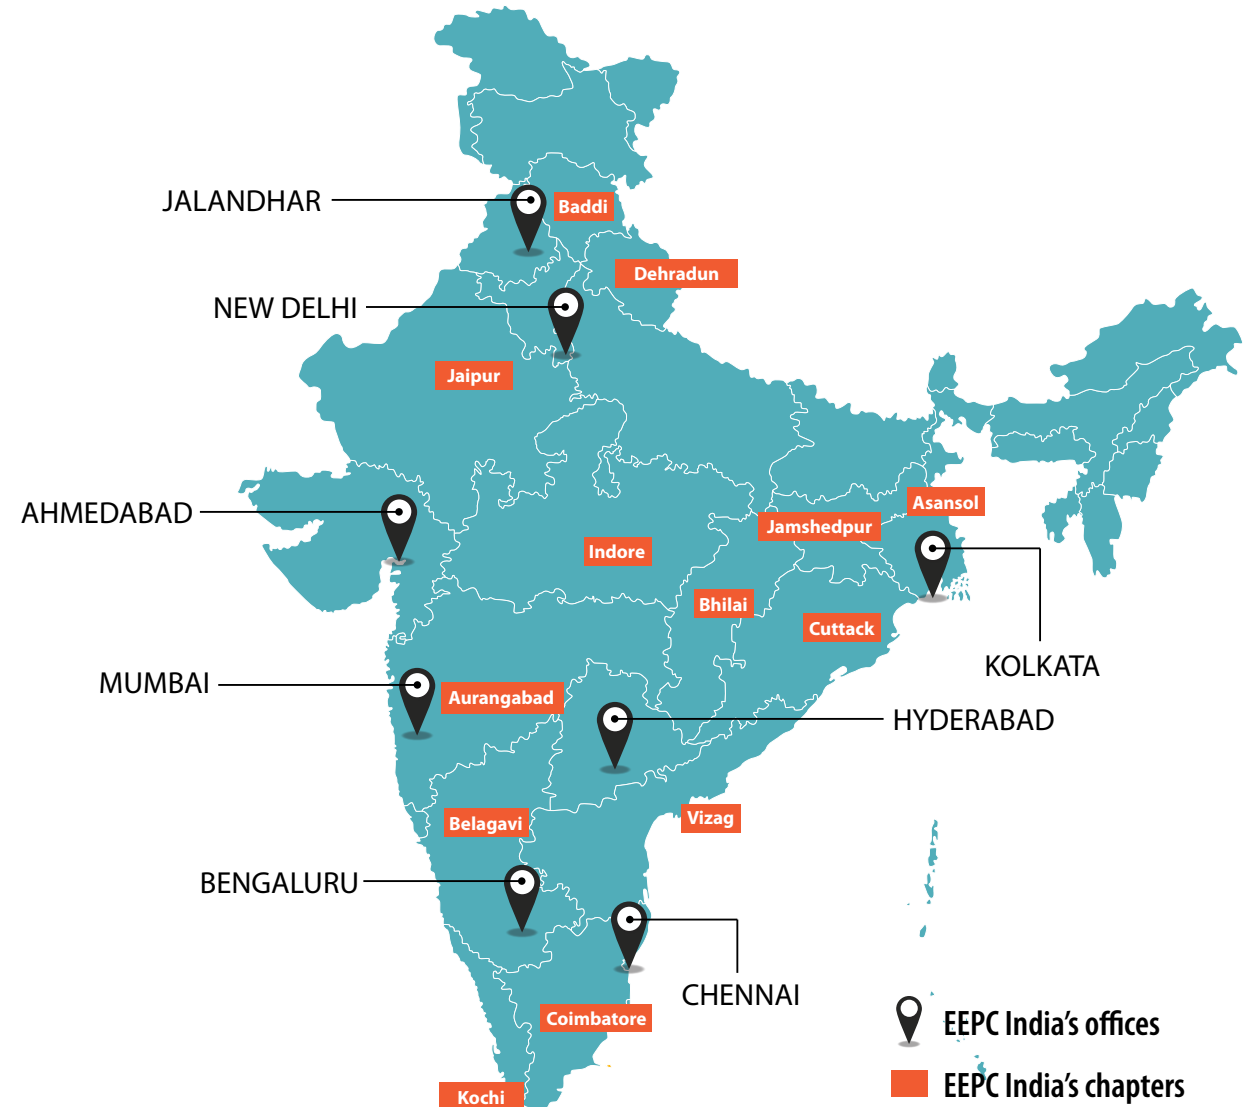 JALANDHAR
Baddi
Dehradun
NEW DELHI
Jaipur
Asansol
AHMEDABAD
Jamshedpur
Indore
Bhilai
Cuttack
KOLKATA
MUMBAI
Aurangabad
HYDERABAD
Vizag
Belagavi
BENGALURU
CHENNAI
Coimbatore
EEPC India's offices
EEPC India's chapters
Kochi